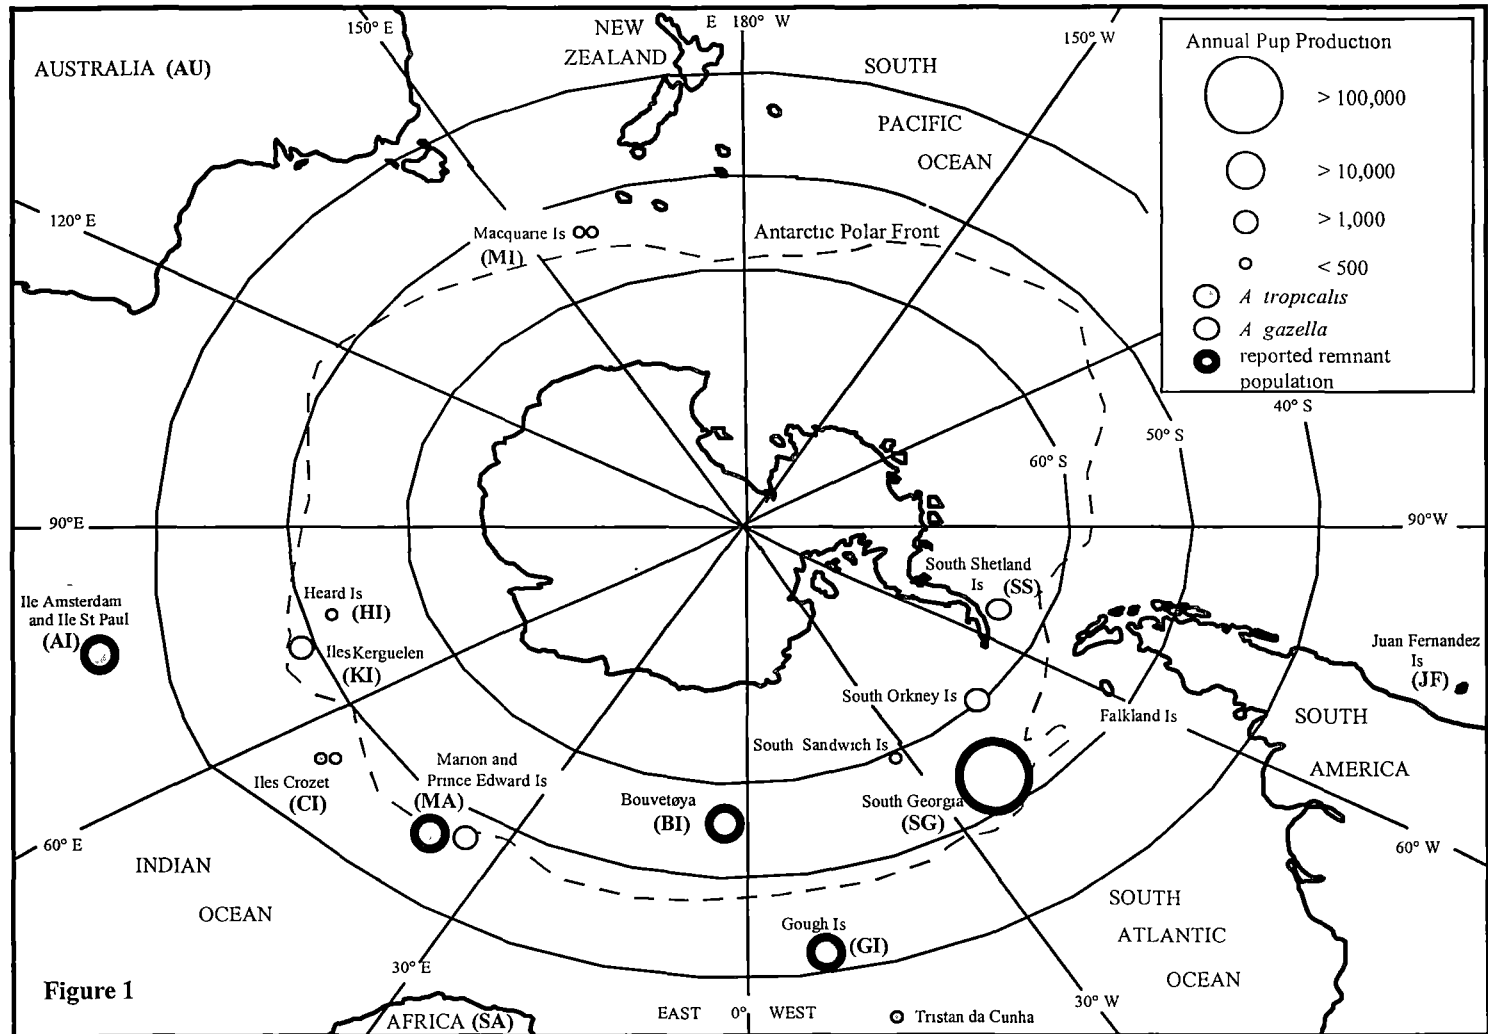 150° E
NEW
ZEALAND
E 180° W
150° W
AUSTRALIA (AU)
SOUTH
PACIFIC
OCEAN
Annual Pup Production
> 100,000
> 10,000
> 1,000
< 500
A tropicalis
A gazella
reported remnant
population
120° E
Macquarie Is
(MI)
Antarctic Polar Front
40° S
50° S
60° S
90°E
90°W
South Shetland
Is (SS)
Ile Amsterdam
and Ile St Paul
(AI)
Heard Is
(HI)
Iles Kerguelen
(KI)
Juan Fernandez
Is
(JF)
South Orkney Is
Falkland Is
SOUTH
AMERICA
South Sandwich Is
Iles Crozet
(CI)
Marion and
Prince Edward Is
(MA)
Bouvetøya
(BI)
South Georgia
(SG)
60° E
60° W
INDIAN
OCEAN
SOUTH
ATLANTIC
OCEAN
Gough Is
(GI)
30° E
30° W
Figure 1
AFRICA (SA)
EAST 0° WEST
Tristan da Cunha